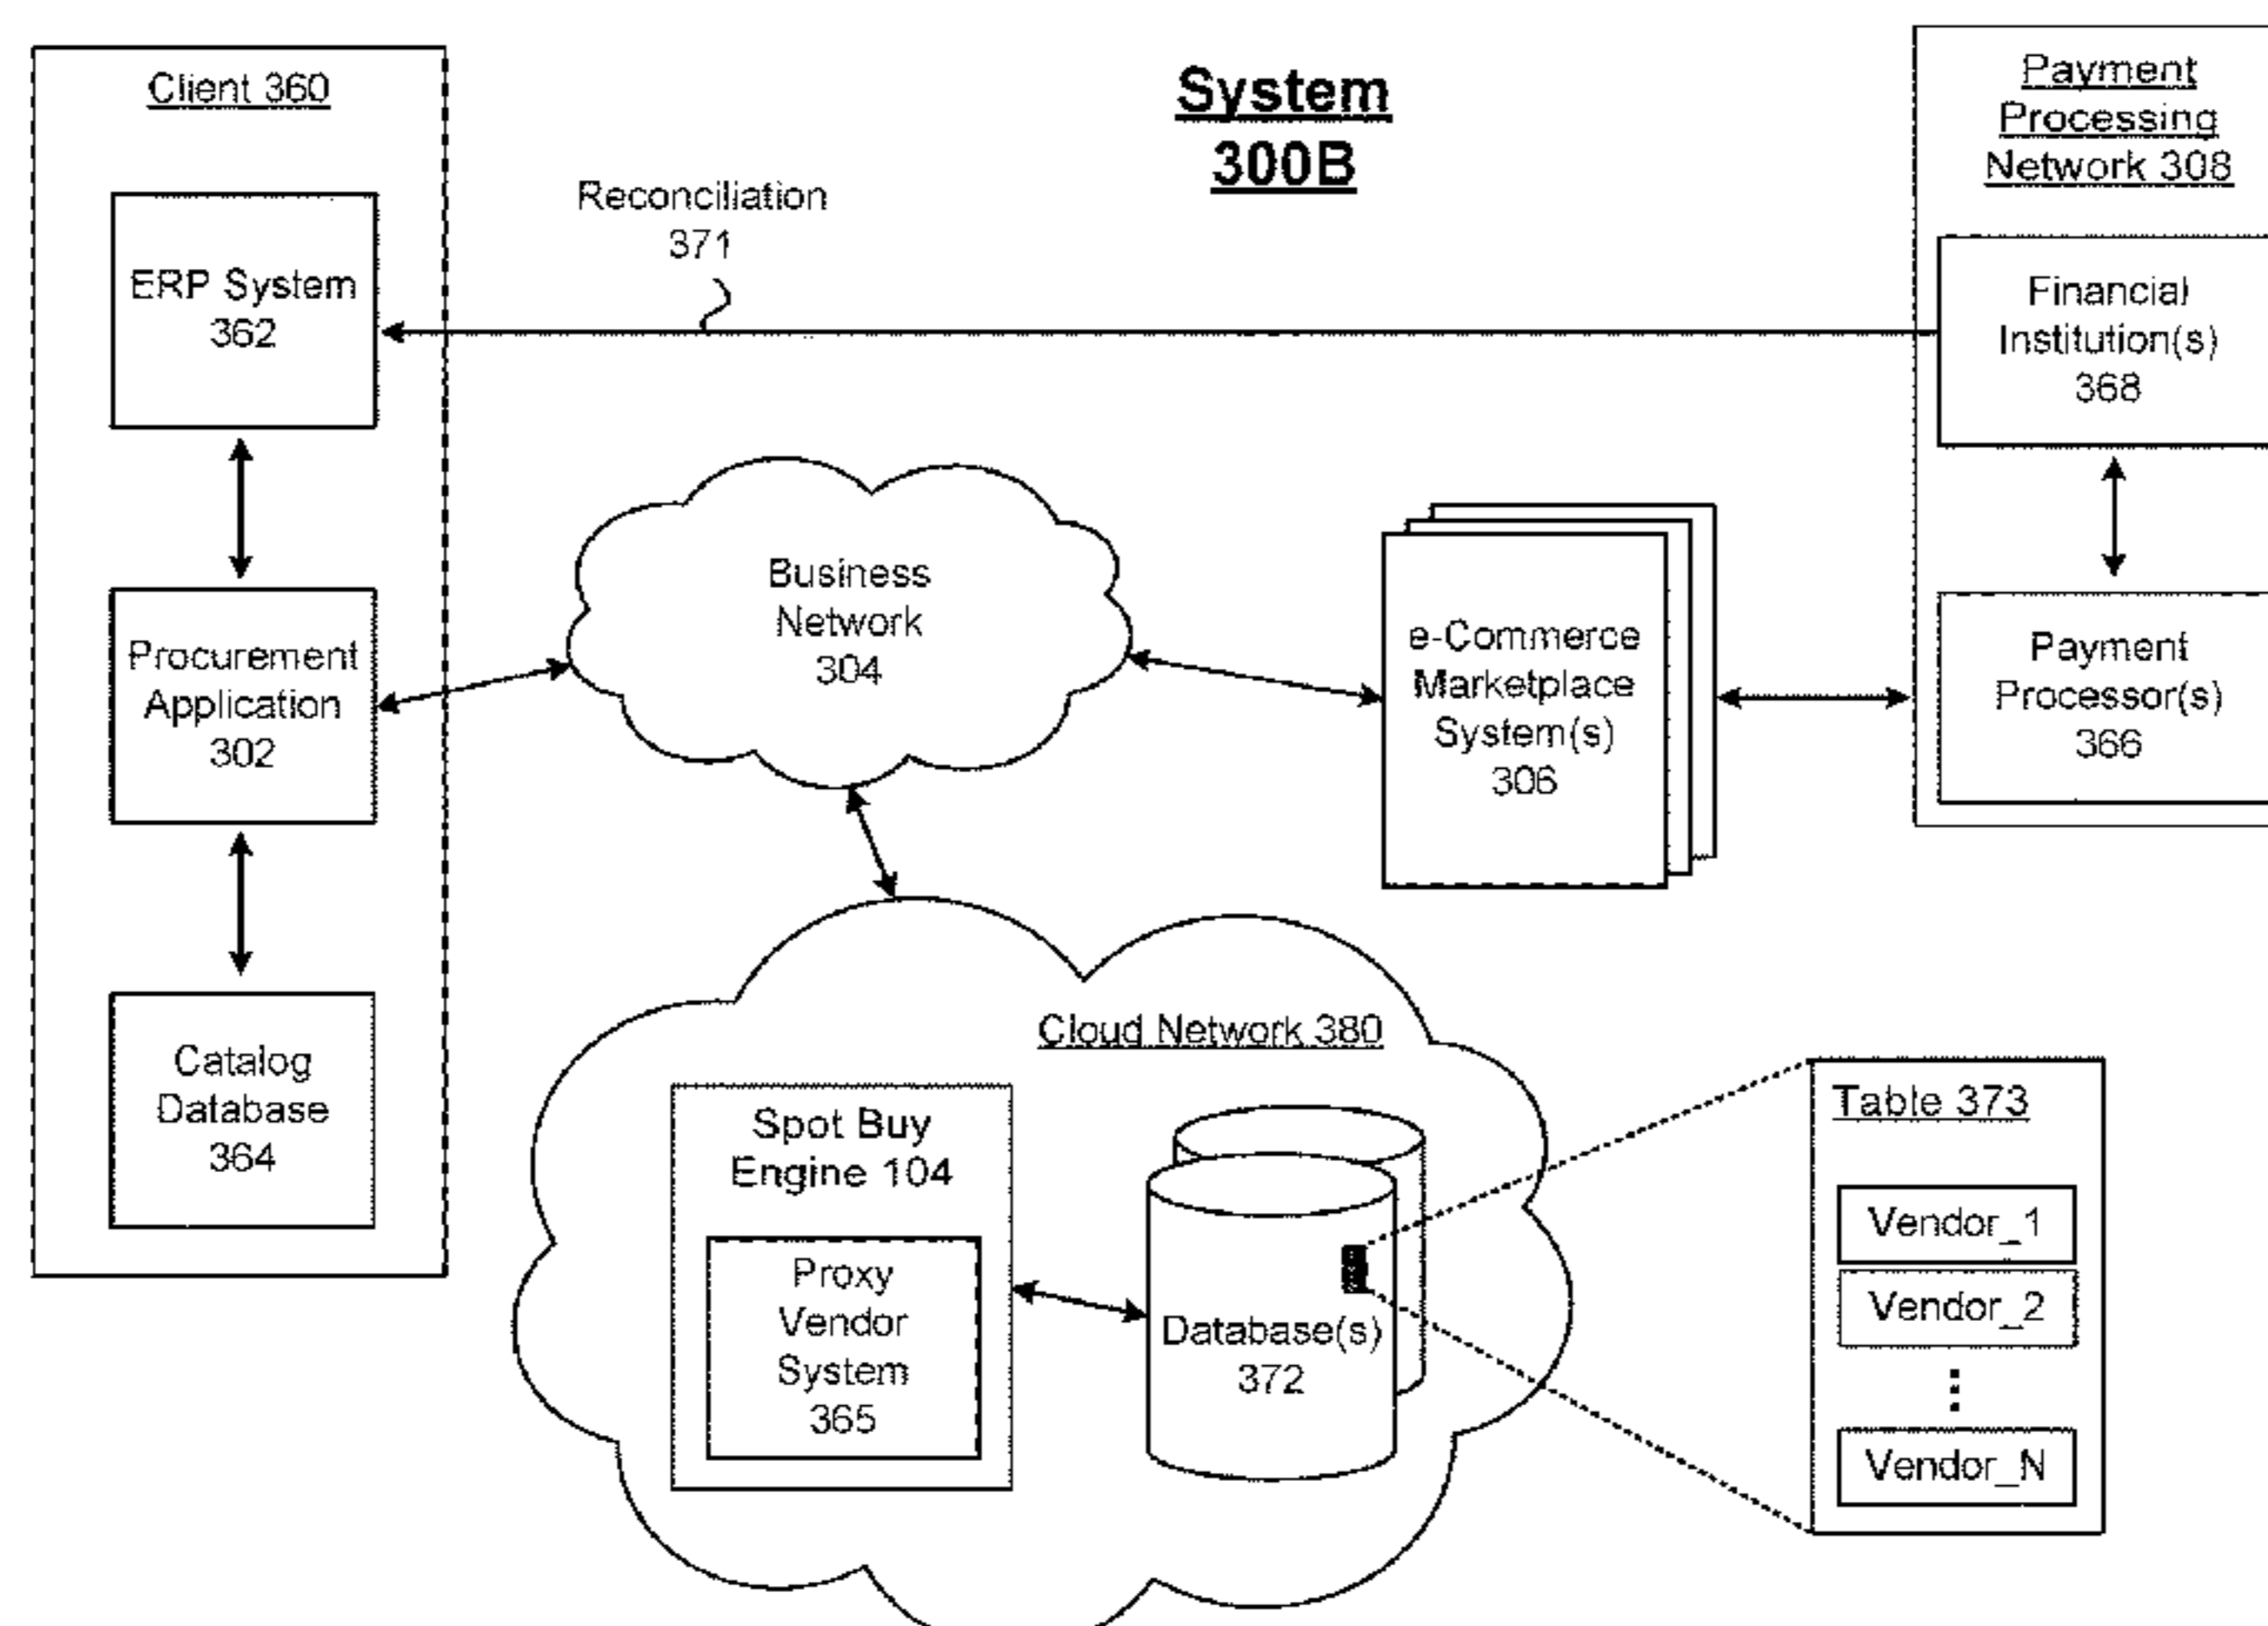 Client 360
ERP System
362
Procurement
Application
302
Catalog
Database
364
System
300B
Reconciliation
371
Business
Network
304
e-Commerce
Marketplace
System(s)
306
Payment
Processing
Network 308
Financial
Institution(s)
368
Payment
Processor(s)
366
Cloud Network 380
Spot Buy
Engine 104
Proxy
Vendor
System
365
Database(s)
372
Table 373
Vendor_1
Vendor_2
Vendor_N